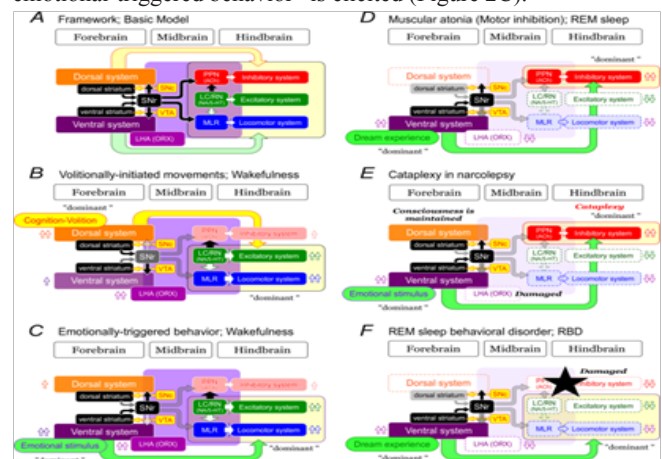 emotional-triggered behavior" is elicited (Figure 2C).
A Framework; Basic Model
Forebrain Midbrain Hindbrain
Dorsal system
dorsal striatum
SNc
SNr
ventral striatum
VTA
Ventral system
LHA (ORX)
PPN
(ACh)
Inhibitory system
LC/RN
(NA/5-HT)
Excitatory system
MLR
Locomotor system
B Volitionally-initiated movements; Wakefulness
Forebrain Midbrain Hindbrain
"dominant"
Cognition-Volition
Dorsal system
dorsal striatum
SNc
SNr
ventral striatum
VTA
Ventral system
LHA (ORX)
PPN
Inhibitory system
LC/RN
(NA/5-HT)
Excitatory system
MLR
Locomotor system
"dominant"
C Emotionally-triggered behavior; Wakefulness
Forebrain Midbrain Hindbrain
Dorsal system
dorsal striatum
SNc
SNr
ventral striatum
VTA
Ventral system
Emotional stimulus
LHA (ORX)
PPN
Inhibitory system
LC/RN
(NA/5-HT)
Excitatory system
MLR
Locomotor system
"dominant"
D Muscular atonia (Motor inhibition); REM sleep
Forebrain Midbrain Hindbrain
"dominant"
Dorsal system
dorsal striatum
SNc
SNr
ventral striatum
VTA
Ventral system
Dream experience
LHA (ORX)
"dominant"
PPN
(ACh)
Inhibitory system
LC/RN
(NA/5-HT)
Excitatory system
MLR
Locomotor system
E Cataplexy in narcolepsy
Forebrain Midbrain Hindbrain
Consciousness is
maintained
Cataplexy
"dominant"
Dorsal system
dorsal striatum
SNc
SNr
ventral striatum
VTA
Ventral system
Emotional stimulus
LHA (ORX) Damaged
"dominant"
PPN
(ACh)
Inhibitory system
LC/RN
(NA/5-HT)
Excitatory system
MLR
Locomotor system
F REM sleep behavioral disorder; RBD
Forebrain Midbrain Hindbrain
Damaged
Dorsal system
dorsal striatum
SNc
SNr
ventral striatum
VTA
Ventral system
Dream experience
LHA (ORX)
PPN
Inhibitory system
LC/RN
(NA/5-HT)
Excitatory system
MLR
Locomotor system
"dominant"